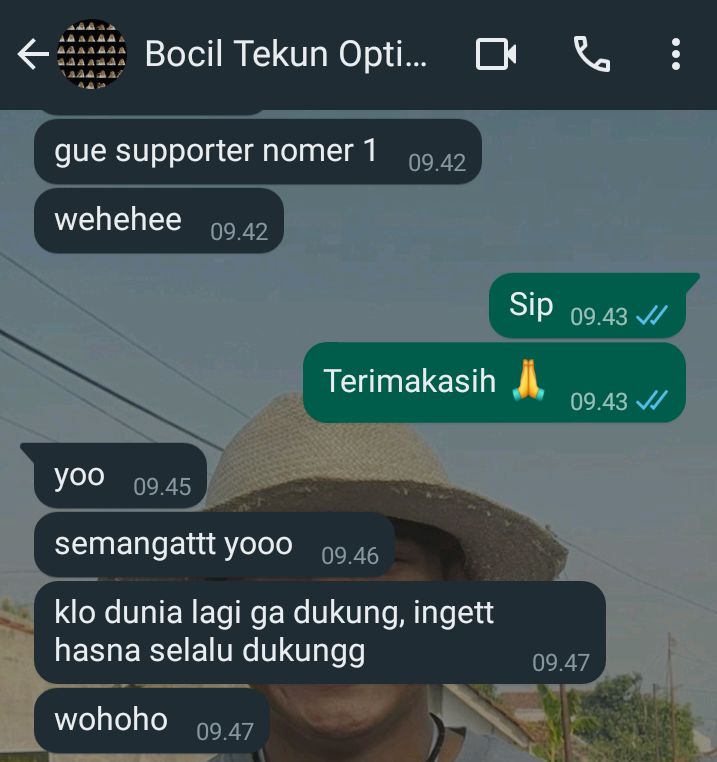 Bocil Tekun Opti...
gue supporter nomer 1 09.42
wehehee 09.42
Sip 09.43
Terimakasih 🙏 09.43
yoo 09.45
semangattt yooo 09.46
klo dunia lagi ga dukung, ingett
hasna selalu dukungg 09.47
wohoho 09.47